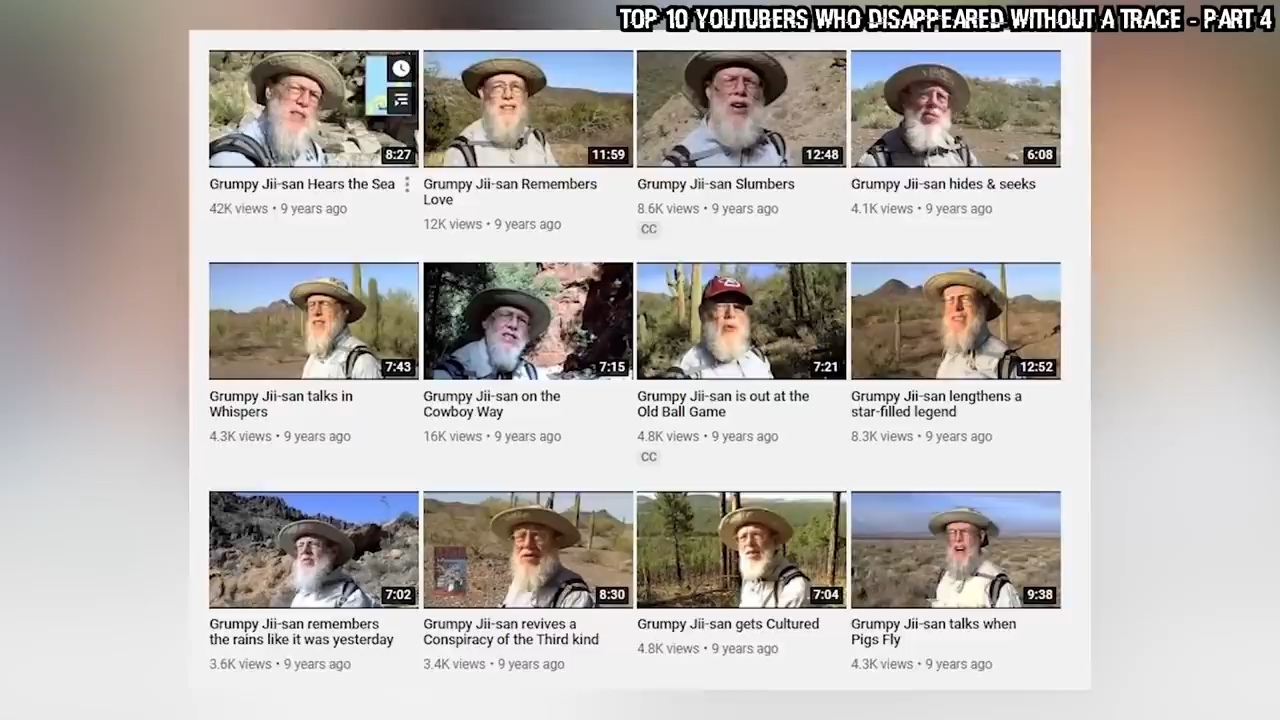 TOP 10 YOUTUBERS WHO DISAPPEARED WITHOUT A TRACE - PART 4
8:27
11:59
12:48
6:08
Grumpy Jii-san Hears the Sea
42K views • 9 years ago
Grumpy Jii-san Remembers
Love
12K views • 9 years ago
Grumpy Jii-san Slumbers
8.6K views • 9 years ago
CC
Grumpy Jii-san hides & seeks
4.1K views • 9 years ago
7:43
7:15
7:21
12:52
Grumpy Jii-san talks in
Whispers
4.3K views • 9 years ago
Grumpy Jii-san on the
Cowboy Way
16K views • 9 years ago
Grumpy Jii-san is out at the
Old Ball Game
4.8K views • 9 years ago
CC
Grumpy Jii-san lengthens a
star-filled legend
8.3K views • 9 years ago
7:02
8:30
7:04
9:38
Grumpy Jii-san remembers
the rains like it was yesterday
3.6K views • 9 years ago
Grumpy Jii-san revives a
Conspiracy of the Third kind
3.4K views • 9 years ago
Grumpy Jii-san gets Cultured
4.8K views • 9 years ago
Grumpy Jii-san talks when
Pigs Fly
4.3K views • 9 years ago